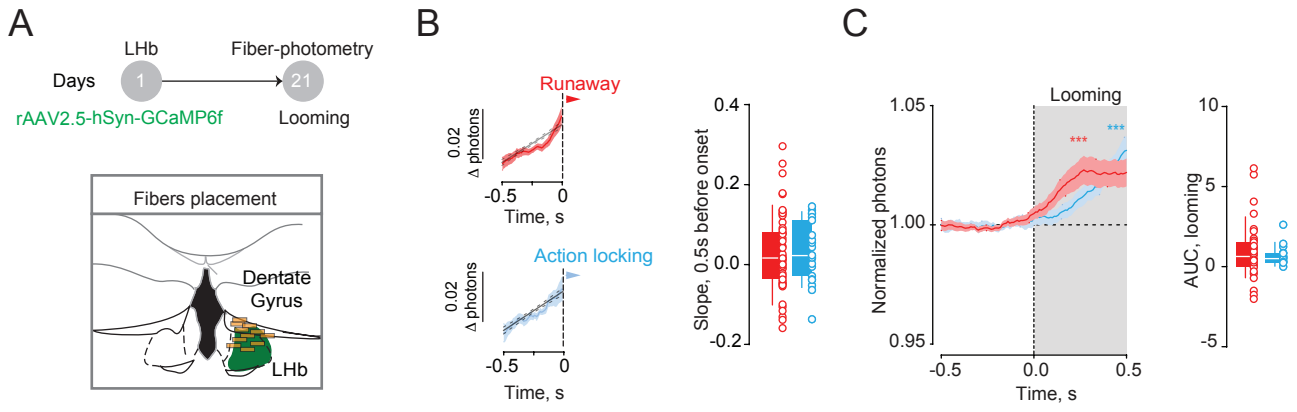 A
LHb
Fiber-photometry
Days
1
21
rAAV2.5-hSyn-GCaMP6f
Looming
Fibers placement
Dentate
Gyrus
LHb
B
Runaway
0.02
Δ photons
-0.5
0
Time, s
Action locking
0.02
Δ photons
-0.5
0
Time, s
Slope, 0.5s before onset
0.4
0.2
0.0
-0.2
C
Looming
Normalized photons
1.05
1.00
0.95
***
***
-0.5
0.0
0.5
Time, s
AUC, looming
10
5
0
-5